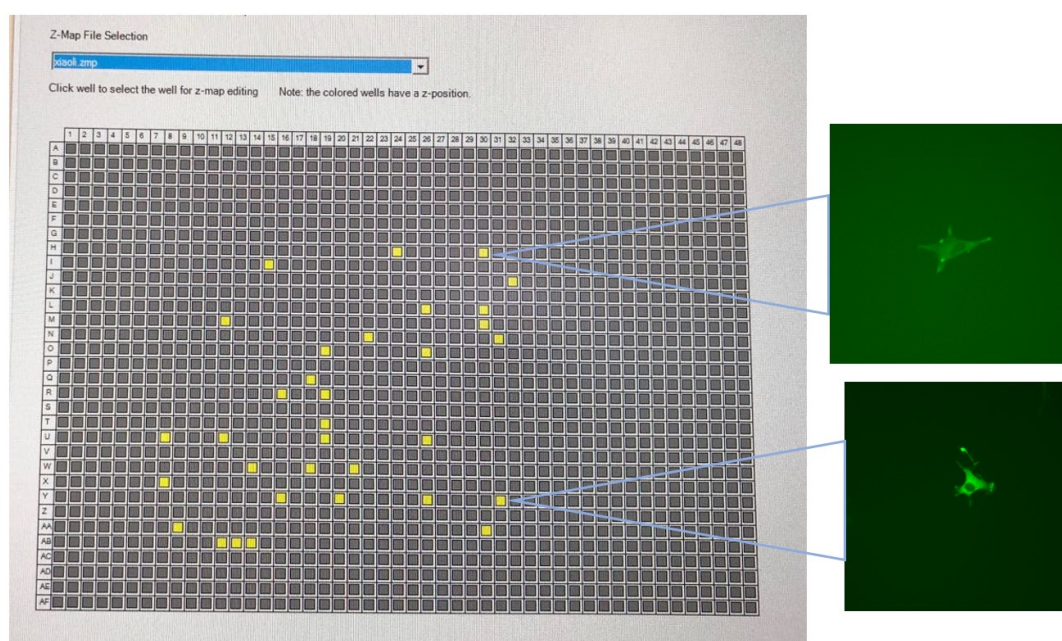 Z-Map File Selection
xiaoli.zmp
Click well to select the well for z-map editing Note: the colored wells have a z-position.
1 2 3 4 5 6 7 8 9 10 11 12 13 14 15 16 17 18 19 20 21 22 23 24 25 26 27 28 29 30 31 32 33 34 35 36 37 38 39 40 41 42 43 44 45 46 47 48
A
B
C
D
E
F
G
H
I
J
K
L
M
N
O
P
Q
R
S
T
U
V
W
X
Y
Z
AA
AB
AC
AD
AE
AF